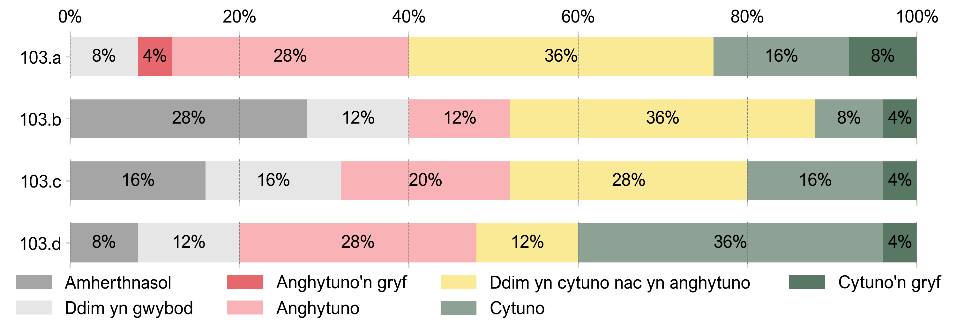 0% 20% 40% 60% 80% 100%
103.a 8% 4% 28% 36% 16% 8%
103.b 28% 12% 12% 36% 8% 4%
103.c 16% 16% 20% 28% 16% 4%
103.d 8% 12% 28% 12% 36% 4%
Amherthnasol Anghytuno'n gryf Ddim yn cytuno nac yn anghytuno Cytuno'n gryf
Ddim yn gwybod Anghytuno Cytuno